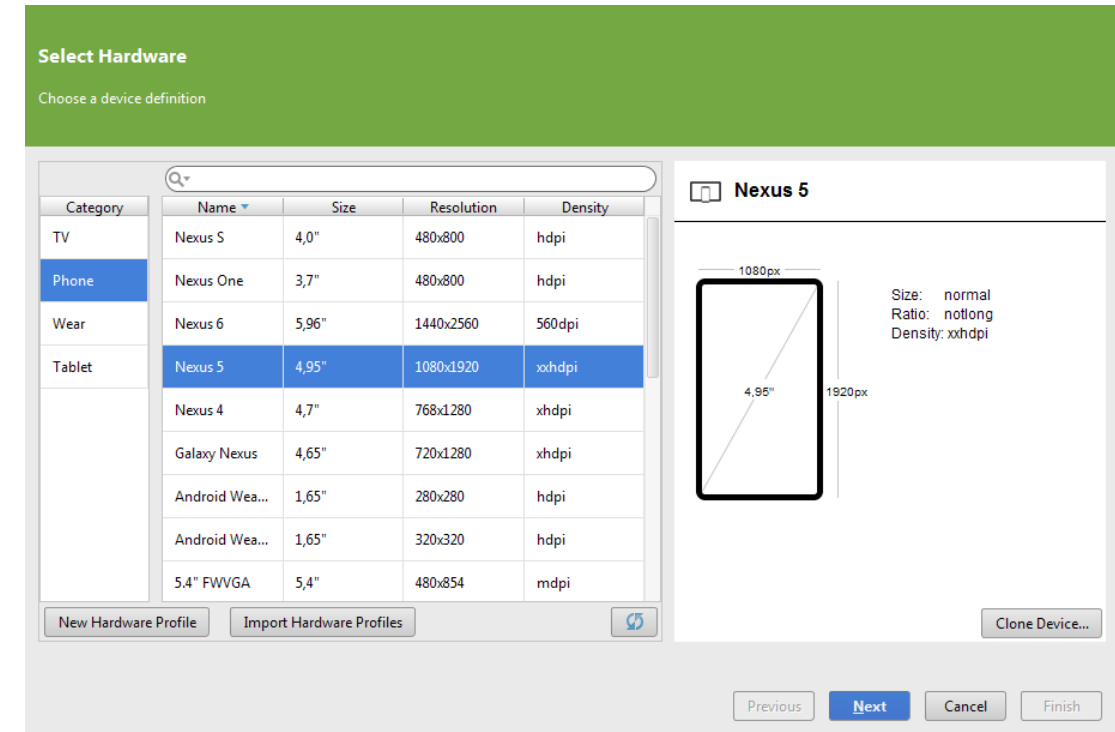 Select Hardware
Choose a device definition
Category
TV
Phone
Wear
Tablet
Name Size Resolution Density
Nexus S 4,0" 480x800 hdpi
Nexus One 3,7" 480x800 hdpi
Nexus 6 5,96" 1440x2560 560dpi
Nexus 5 4,95" 1080x1920 xxhdpi
Nexus 4 4,7" 768x1280 xhdpi
Galaxy Nexus 4,65" 720x1280 xhdpi
Android Wea... 1,65" 280x280 hdpi
Android Wea... 1,65" 320x320 hdpi
5.4" FWVGA 5,4" 480x854 mdpi
New Hardware Profile Import Hardware Profiles
Nexus 5
1080px
4,95"
1920px
Size: normal
Ratio: notlong
Density: xxhdpi
Clone Device...
Previous Next Cancel Finish